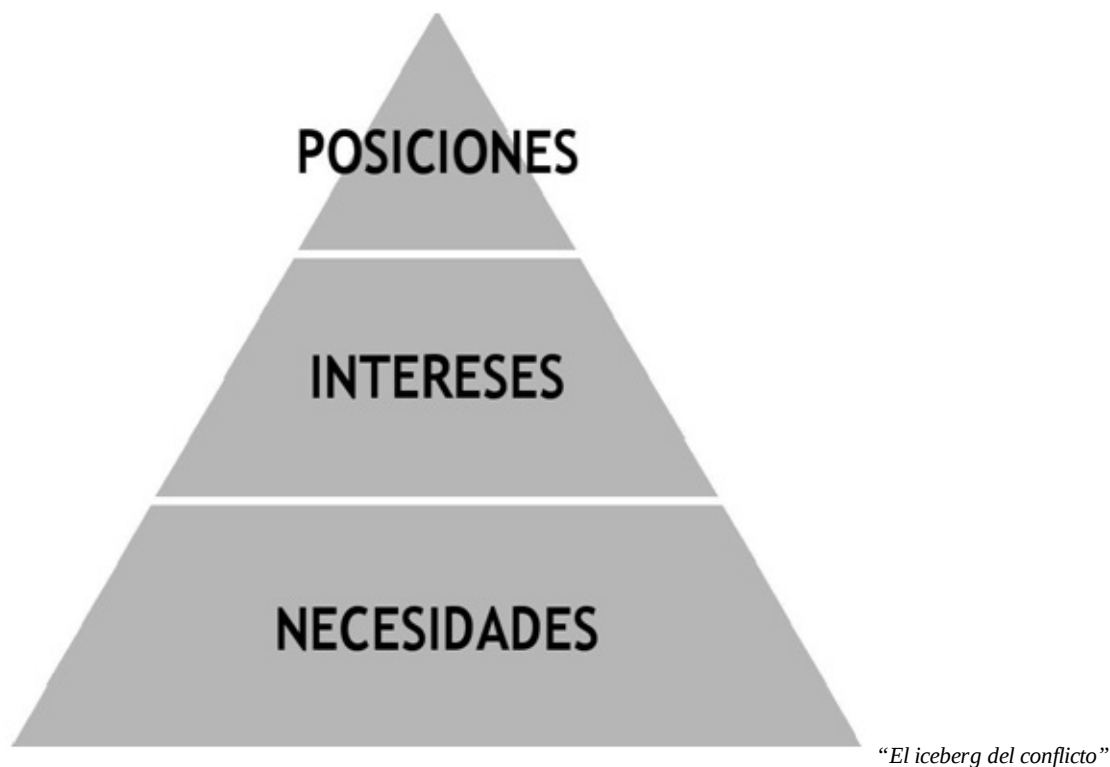 POSICIONES
INTERESES
NECESIDADES
“El iceberg del conflicto”